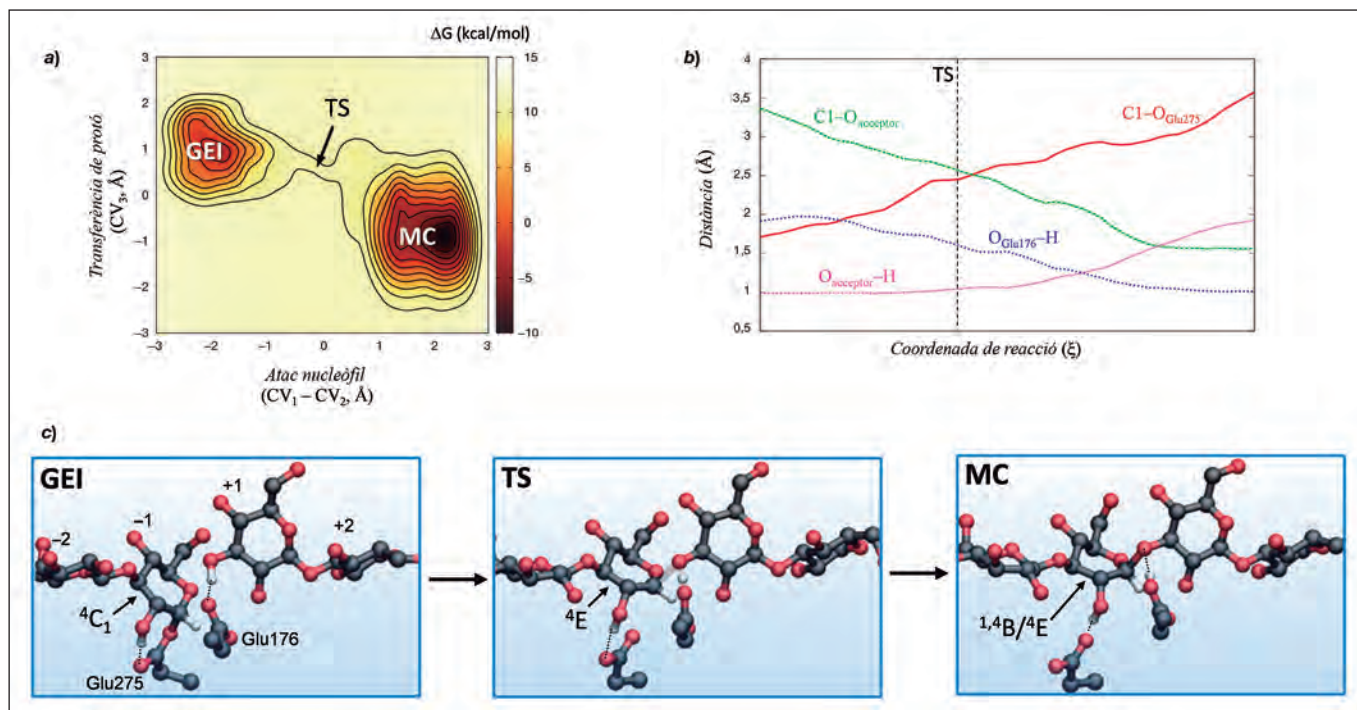 a)
ΔG (kcal/mol)
Transferència de protó
(CV₃, Å)
3
2
1
0
−1
−2
−3
GEI
TS
MC
−3
−2
−1
0
1
2
3
Atac nucleòfil
(CV₁ – CV₂, Å)
15
10
5
0
−5
−10
b)
TS
Distància (Å)
4
3,5
3
2,5
2
1,5
1
0,5
C1–Oacceptor
C1–OGlu275
OGlu176–H
Oacceptor–H
Coordenada de reacció (ξ)
c)
GEI
−2
−1
+1
+2
⁴C₁
Glu176
Glu275
TS
⁴E
MC
¹,⁴B/⁴E